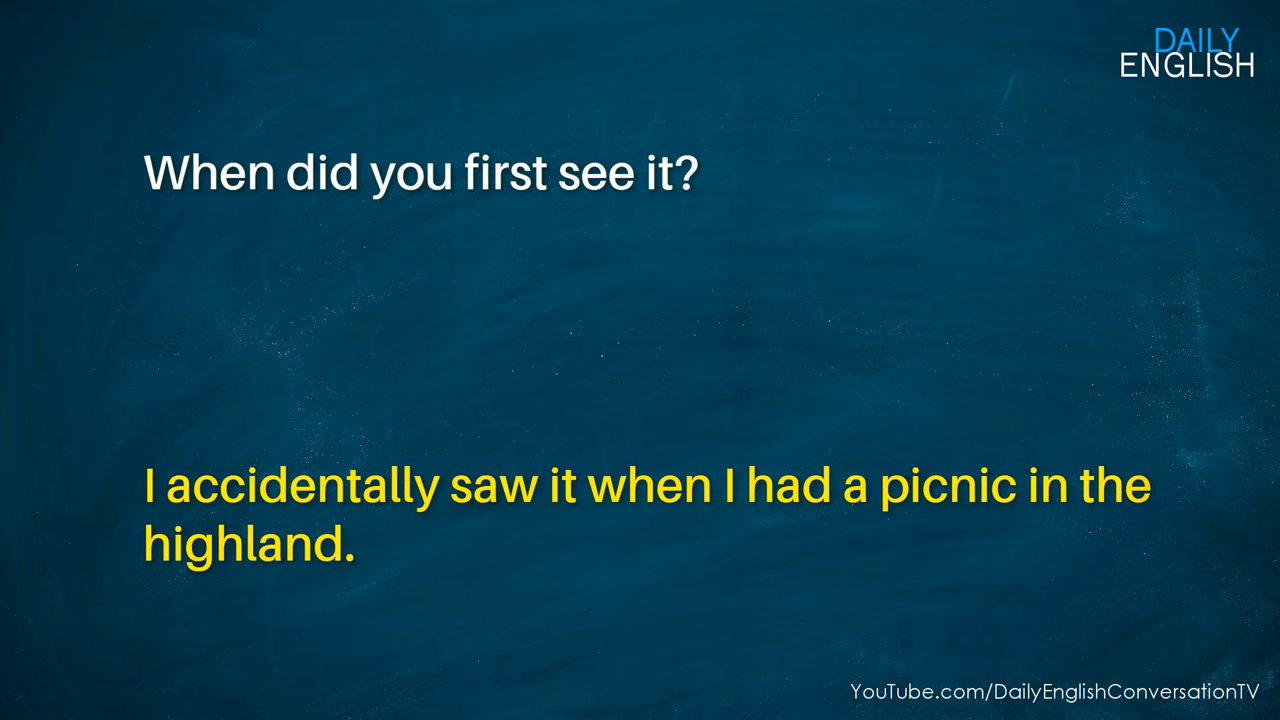 DAILY
ENGLISH
When did you first see it?
I accidentally saw it when I had a picnic in the
highland.
YouTube.com/DailyEnglishConversationTV